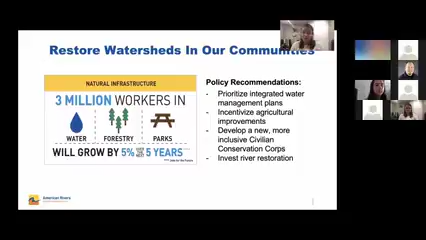 Restore Watersheds In Our Communities
NATURAL INFRASTRUCTURE
3 MILLION WORKERS IN
WATER
FORESTRY
PARKS
WILL GROW BY 5% 5 YEARS
Policy Recommendations:
- Prioritize integrated water
management plans
- Incentivize agricultural
improvements
- Develop a new, more
inclusive Civilian
Conservation Corps
- Invest river restoration
American Rivers